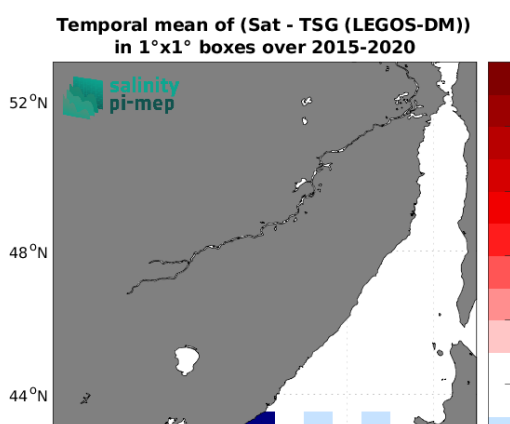 Temporal mean of (Sat - TSG (LEGOS-DM))
in 1°x1° boxes over 2015-2020
salinity
pi-mep
52°N
48°N
44°N